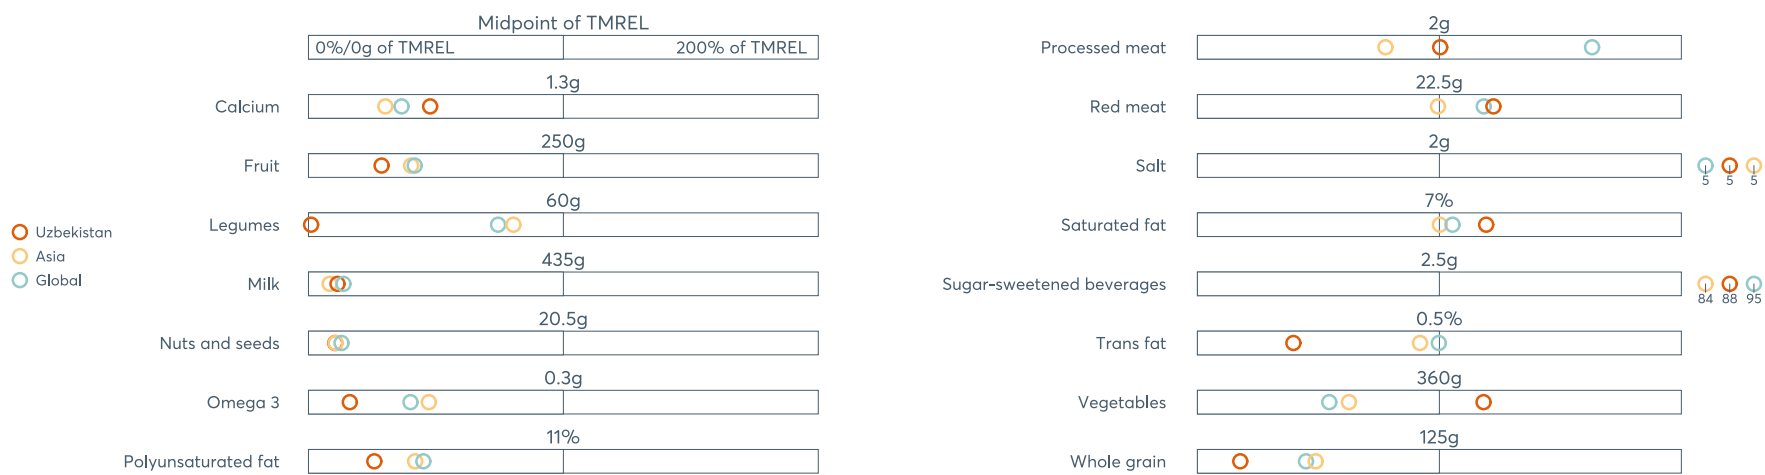 Midpoint of TMREL
0%/0g of TMREL 200% of TMREL
1.3g
Calcium
250g
Fruit
60g
Legumes
435g
Milk
20.5g
Nuts and seeds
0.3g
Omega 3
11%
Polyunsaturated fat
Uzbekistan
Asia
Global
2g
Processed meat
22.5g
Red meat
2g
Salt
5 5 5
7%
Saturated fat
2.5g
Sugar-sweetened beverages
84 88 95
0.5%
Trans fat
360g
Vegetables
125g
Whole grain